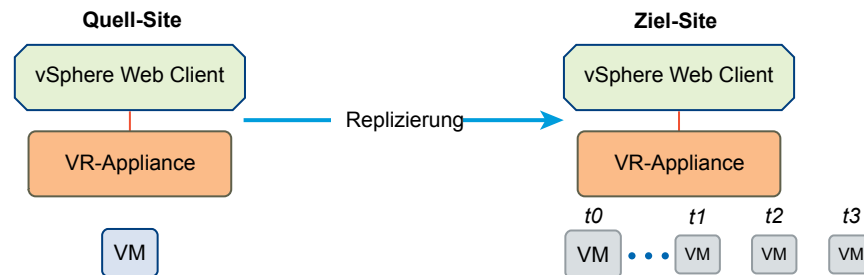 Quell-Site
Ziel-Site
vSphere Web Client
vSphere Web Client
Replizierung
VR-Appliance
VR-Appliance
t0
t1
t2
t3
VM
VM
VM
VM
VM